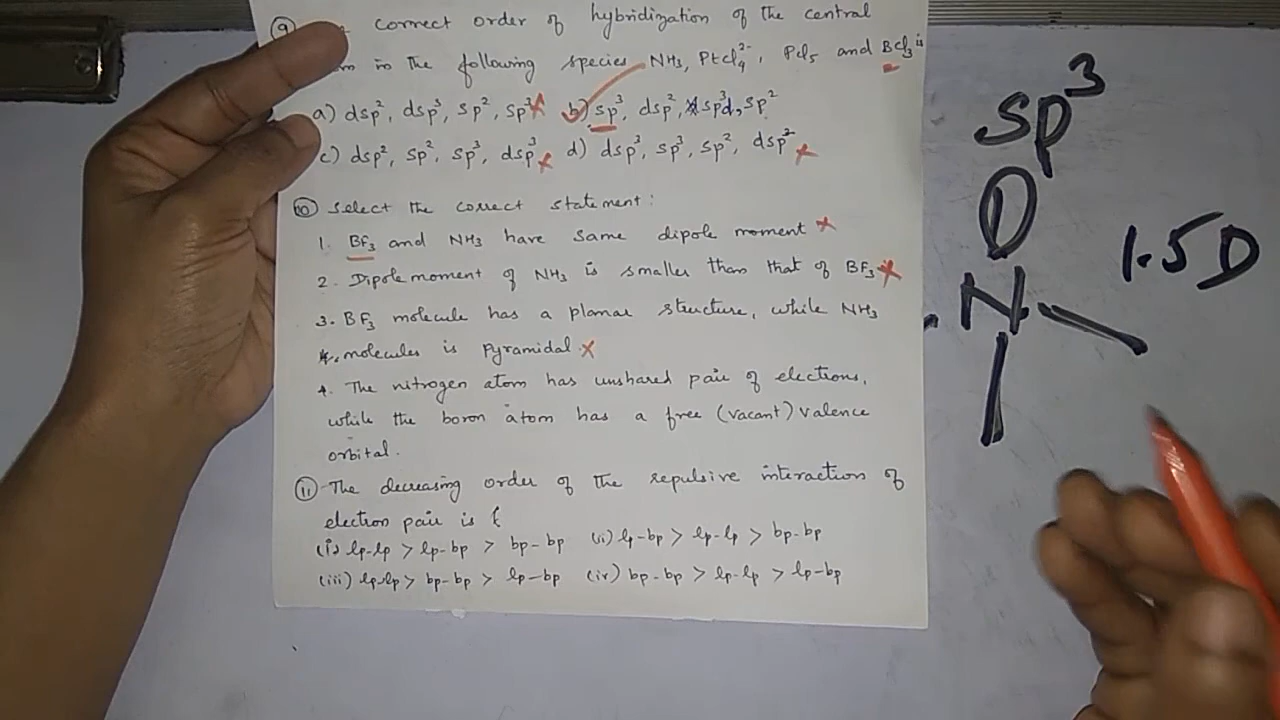 ⑨ correct order of hybridization of the central
in the following species NH₃, PtCl₄²⁻, PCl₅ and BCl₃ is
a) dsp², dsp³, sp², sp³ b) sp³, dsp², sp³d, sp²
c) dsp², sp², sp³, dsp³ d) dsp³, sp³, sp², dsp²
⑩ Select the correct statement:
1. BF₃ and NH₃ have same dipole moment
2. Dipole moment of NH₃ is smaller than that of BF₃
3. BF₃ molecule has a planar structure, while NH₃
molecules is pyramidal
4. The nitrogen atom has unshared pair of elections,
while the boron atom has a free (vacant) valence
orbital.
⑪ The decreasing order of the repulsive interaction of
electron pair is {
(i) lp-lp > lp-bp > bp-bp (ii) lp-bp > lp-lp > bp-bp
(iii) lp-lp > bp-bp > lp-bp (iv) bp-bp > lp-lp > lp-bp
sp³
N
1.5D